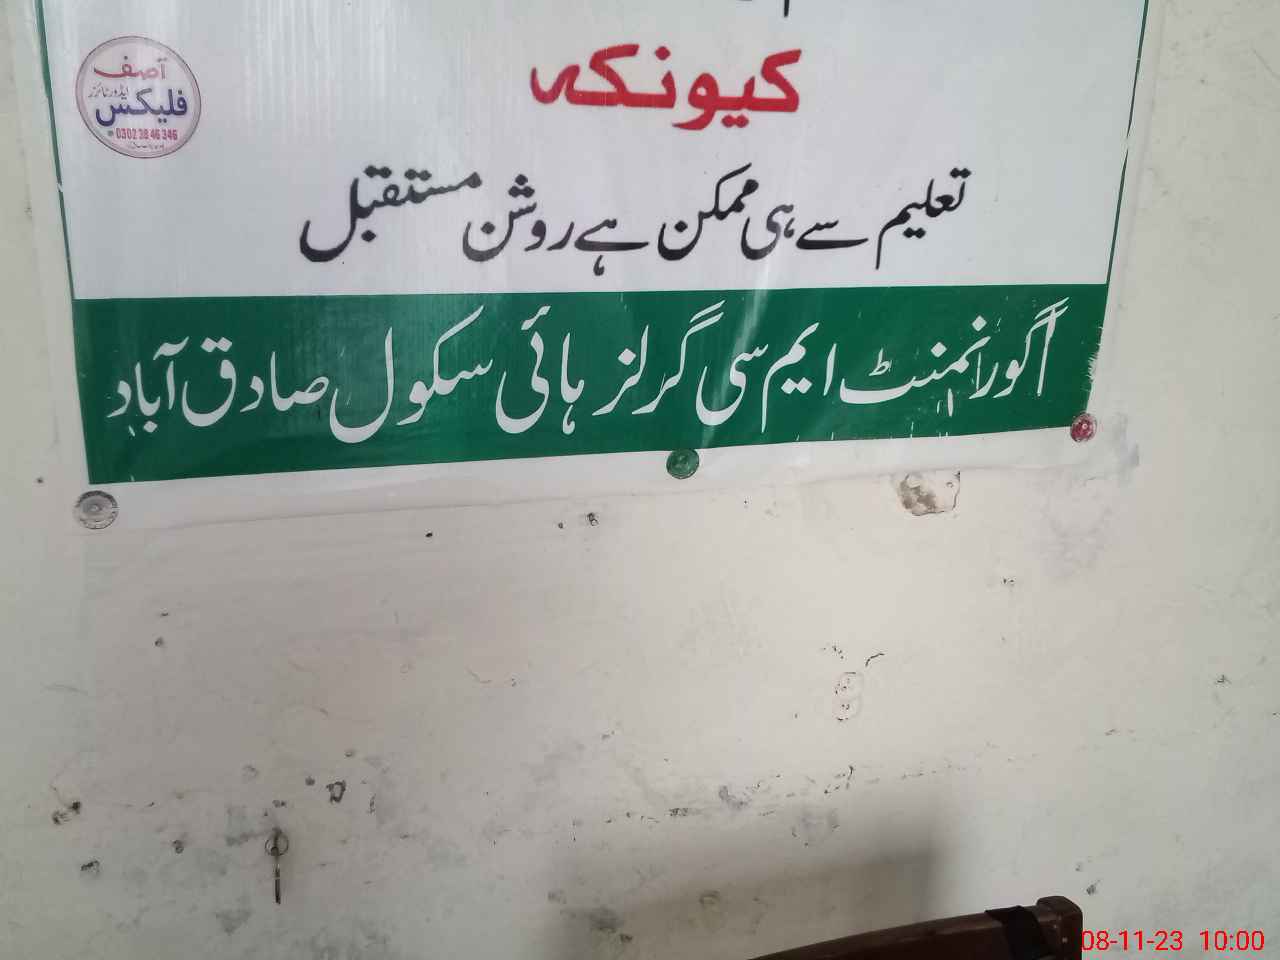 کیونکہ
تعلیم سے ہی ممکن ہے روشن مستقبل
گورنمنٹ ایم سی گرلز ہائی سکول صادق آباد
آصف
ایڈورٹائزر
فلیکس
0302 38 46 346
08-11-23 10:00